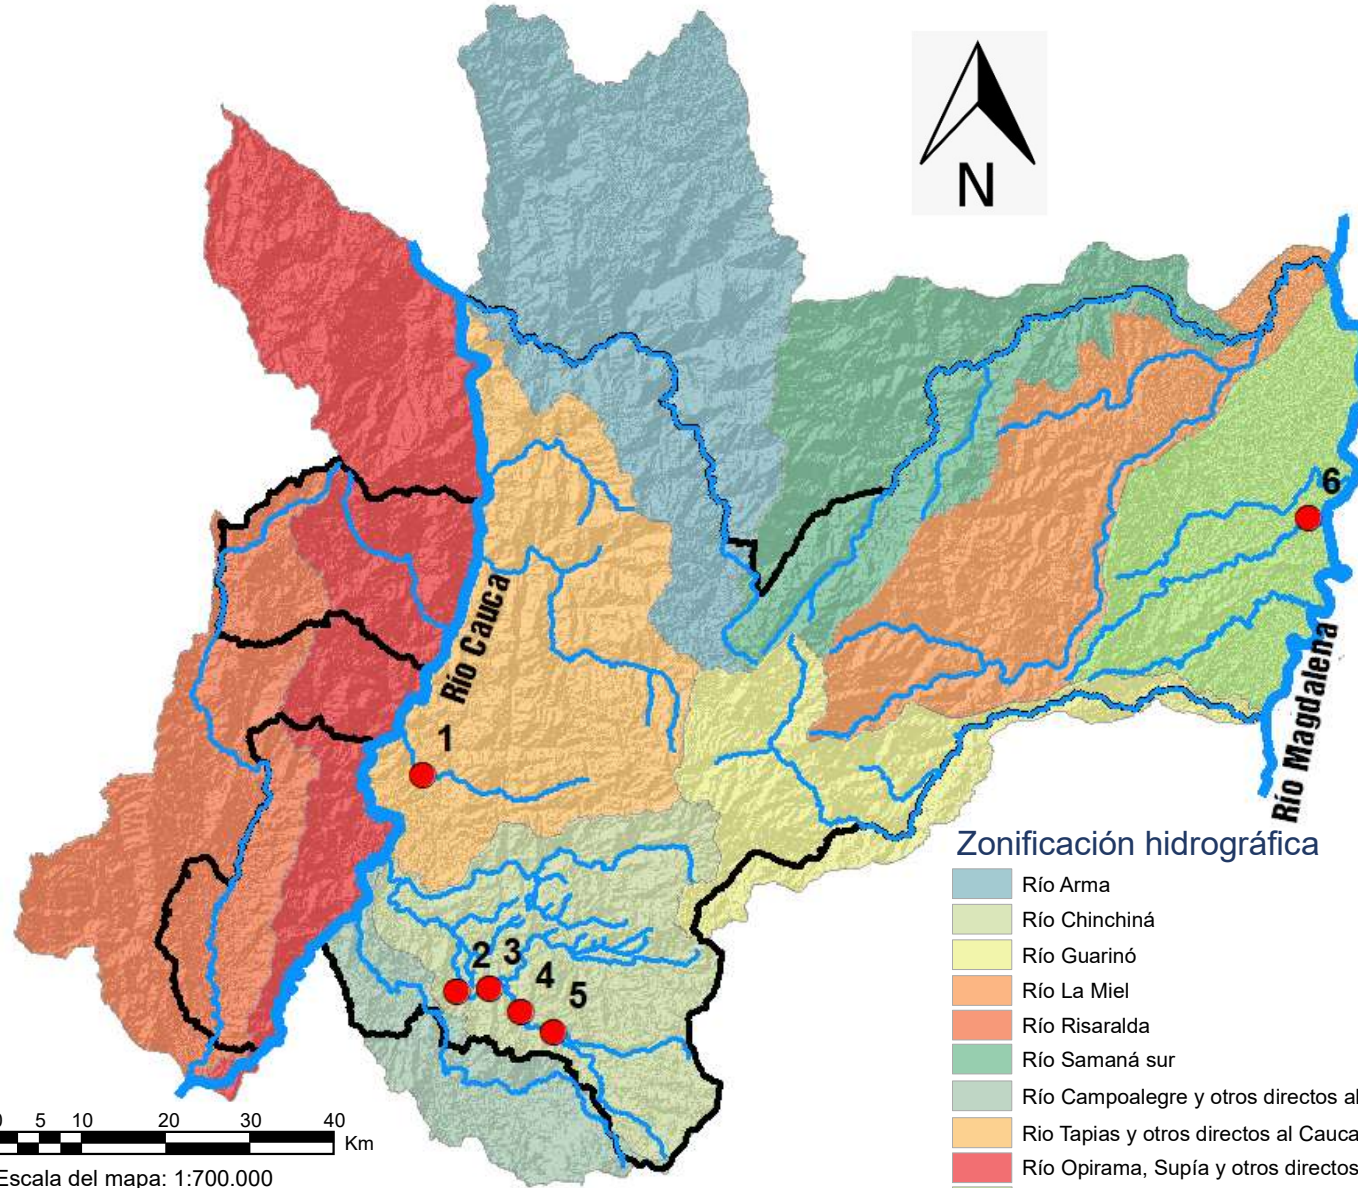 N
6
Río Cauca
1
Río Magdalena
2
3
4
5
Zonificación hidrográfica
Río Arma
Río Chinchiná
Río Guarinó
Río La Miel
Río Risaralda
Río Samaná sur
Río Campoalegre y otros directos al
Rio Tapias y otros directos al Cauca
Río Opirama, Supía y otros directos
0 5 10 20 30 40
Km
Escala del mapa: 1:700.000